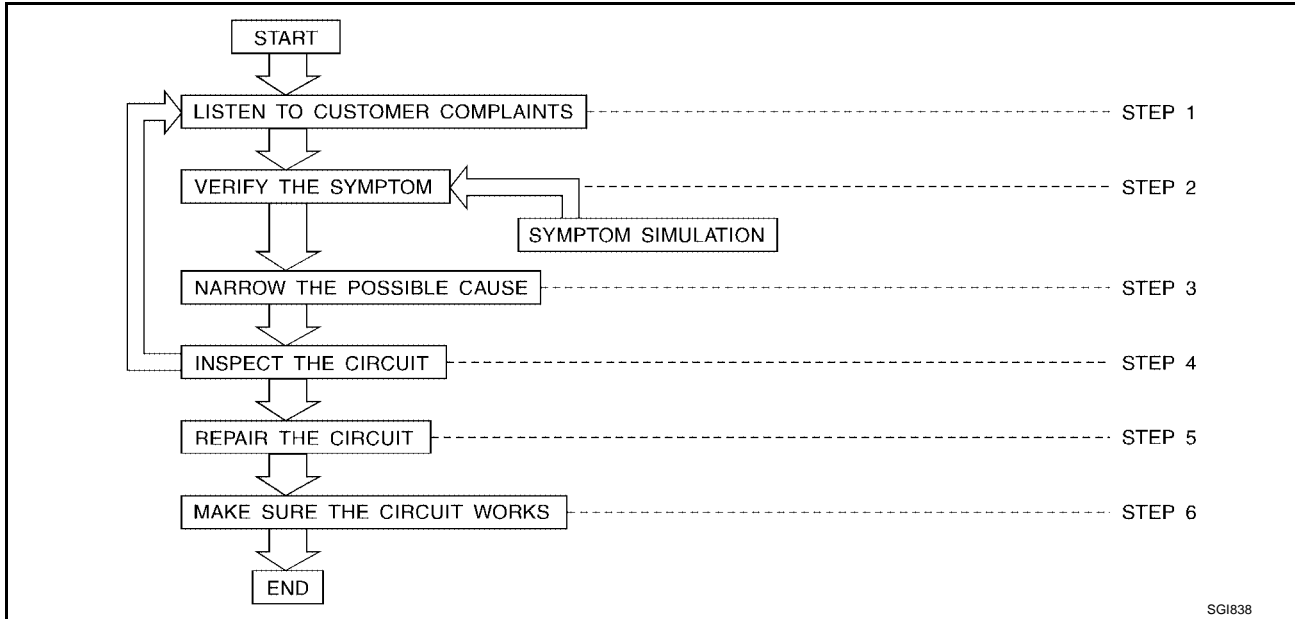 START
LISTEN TO CUSTOMER COMPLAINTS STEP 1
VERIFY THE SYMPTOM STEP 2
SYMPTOM SIMULATION
NARROW THE POSSIBLE CAUSE STEP 3
INSPECT THE CIRCUIT STEP 4
REPAIR THE CIRCUIT STEP 5
MAKE SURE THE CIRCUIT WORKS STEP 6
END
SGI838